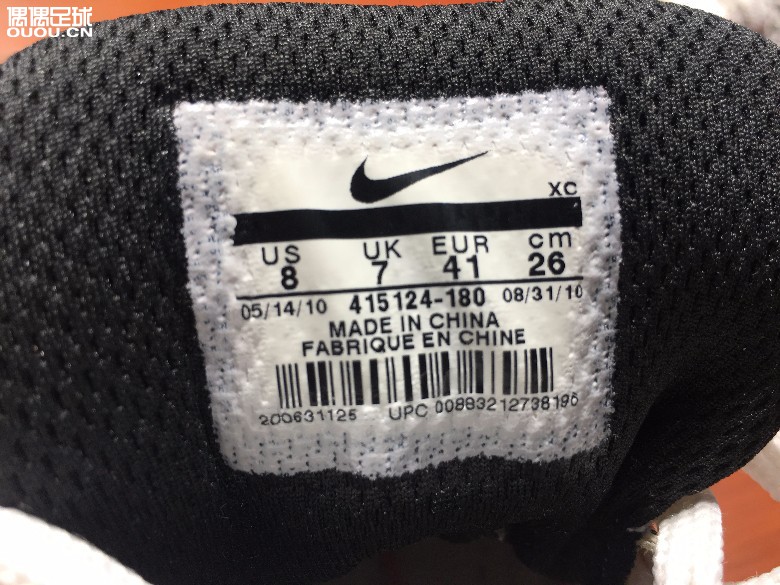 偶偶足球
OUOU.CN
XC
US UK EUR cm
8 7 41 26
05/14/10 415124-180 08/31/10
MADE IN CHINA
FABRIQUE EN CHINE
200631125 UPC 00883212738196